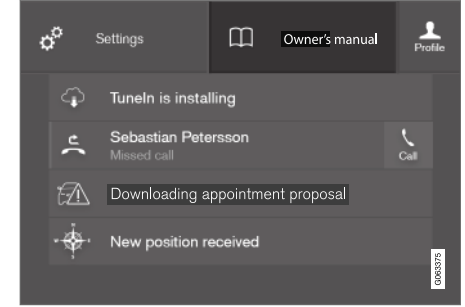 Settings
Owner's manual
Profile
TuneIn is installing
Sebastian Petersson
Missed call
Call
Downloading appointment proposal
New position received
G063375